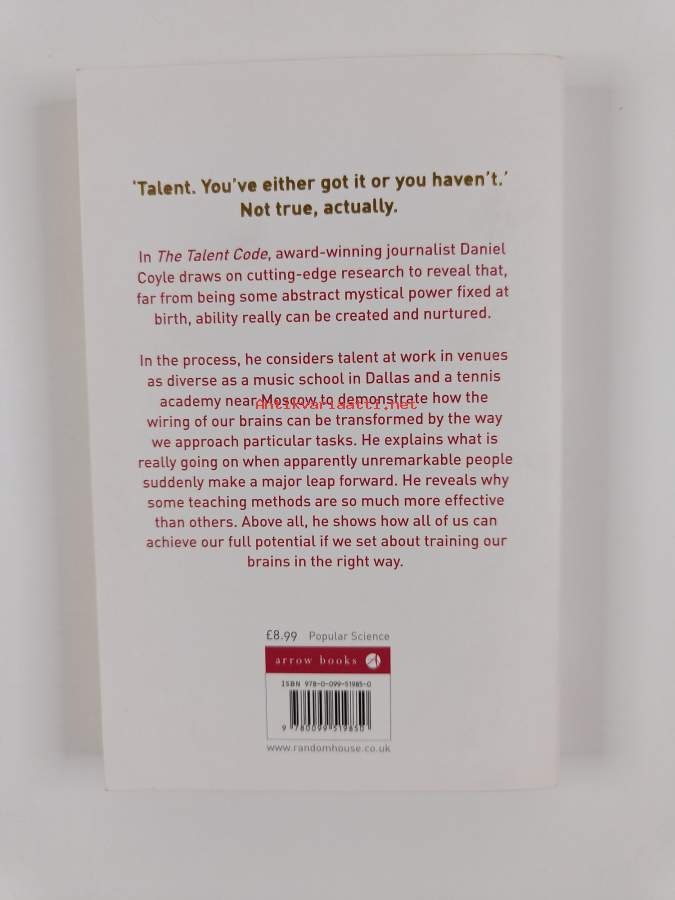 ‘Talent. You’ve either got it or you haven’t.’
Not true, actually.
In The Talent Code, award-winning journalist Daniel
Coyle draws on cutting-edge research to reveal that,
far from being some abstract mystical power fixed at
birth, ability really can be created and nurtured.
In the process, he considers talent at work in venues
as diverse as a music school in Dallas and a tennis
academy near Moscow to demonstrate how the
Antikvariaatti.net
wiring of our brains can be transformed by the way
we approach particular tasks. He explains what is
really going on when apparently unremarkable people
suddenly make a major leap forward. He reveals why
some teaching methods are so much more effective
than others. Above all, he shows how all of us can
achieve our full potential if we set about training our
brains in the right way.
£8.99 Popular Science
arrow books
ISBN 978-0-099-51985-0
9 780099 519850
www.randomhouse.co.uk